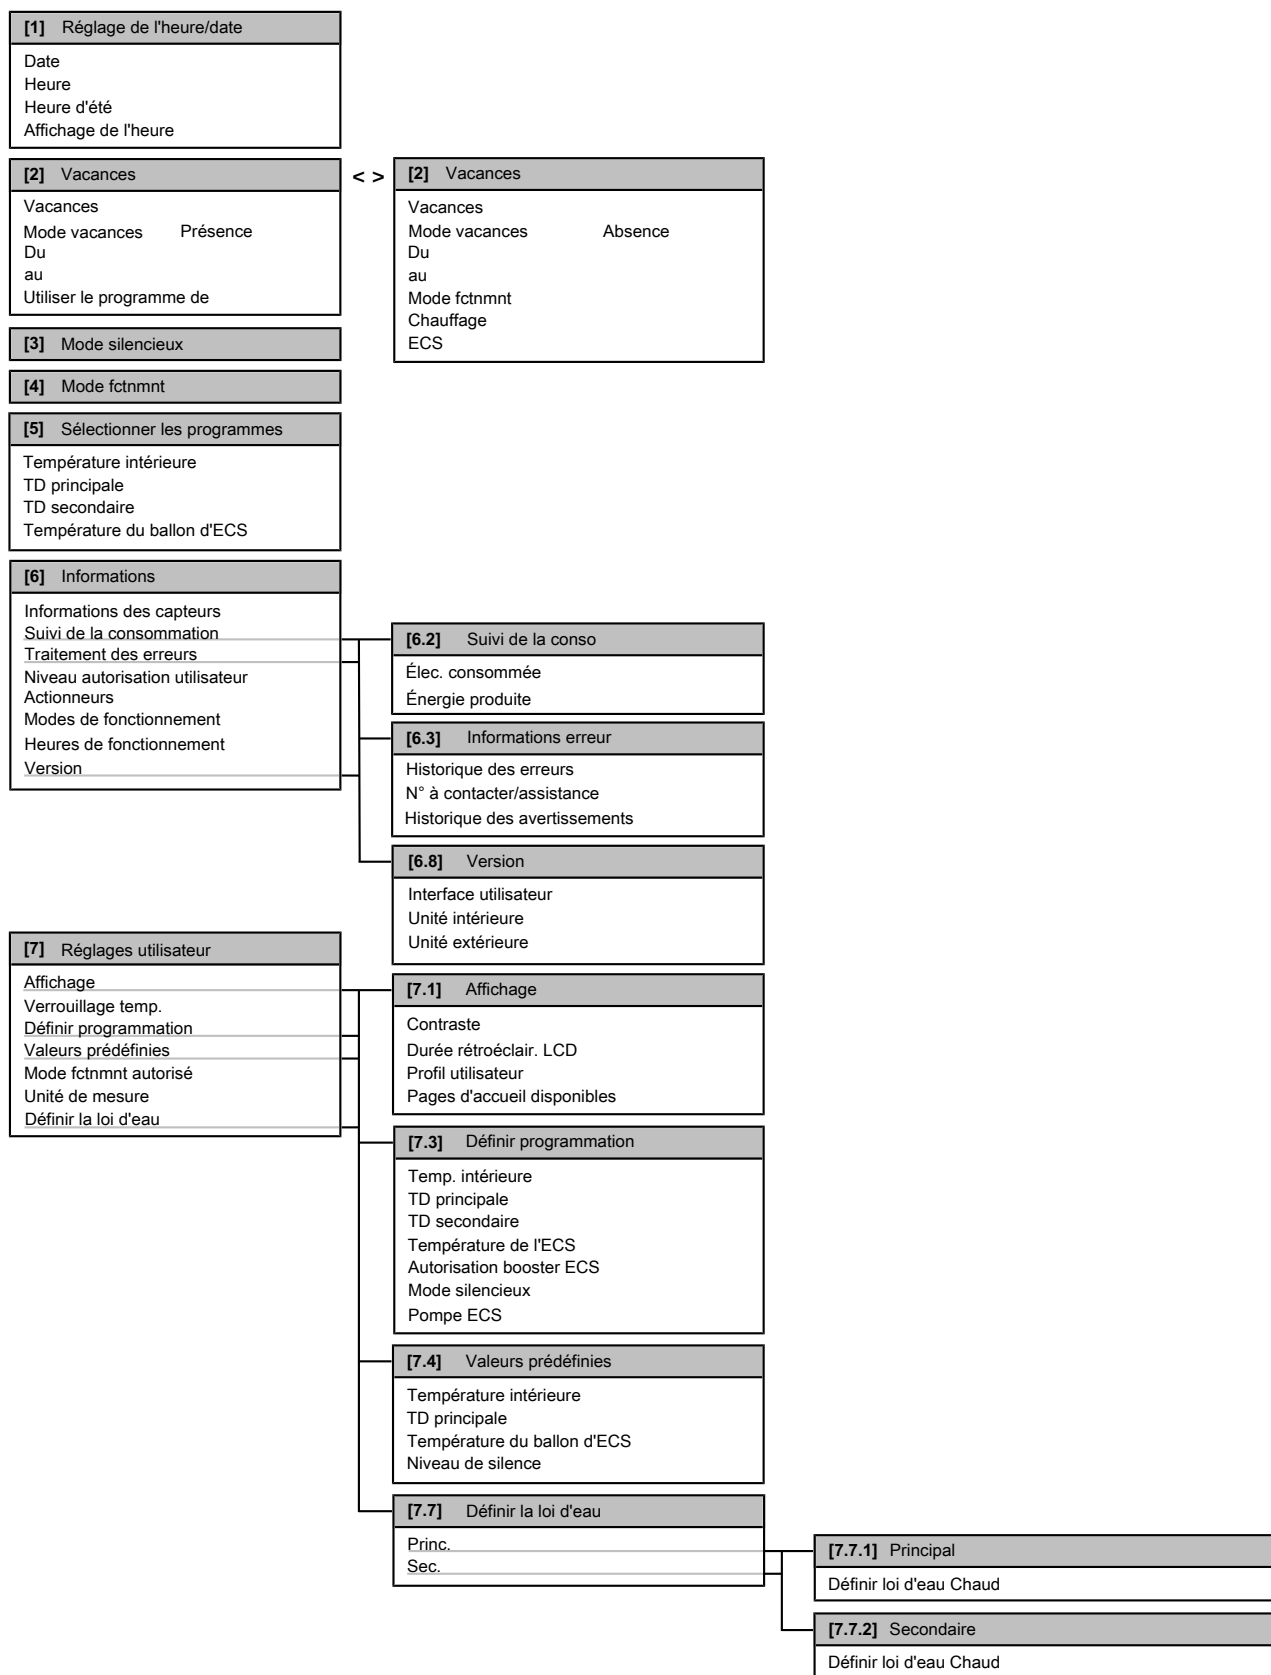 [1] Réglage de l'heure/date
Date
Heure
Heure d'été
Affichage de l'heure
[2] Vacances
Vacances
Mode vacances Présence
Du
au
Utiliser le programme de
< >
[2] Vacances
Vacances
Mode vacances Absence
Du
au
Mode fctnmnt
Chauffage
ECS
[3] Mode silencieux
[4] Mode fctnmnt
[5] Sélectionner les programmes
Température intérieure
TD principale
TD secondaire
Température du ballon d'ECS
[6] Informations
Informations des capteurs
Suivi de la consommation
Traitement des erreurs
Niveau autorisation utilisateur
Actionneurs
Modes de fonctionnement
Heures de fonctionnement
Version
[6.2] Suivi de la conso
Élec. consommée
Énergie produite
[6.3] Informations erreur
Historique des erreurs
N° à contacter/assistance
Historique des avertissements
[6.8] Version
Interface utilisateur
Unité intérieure
Unité extérieure
[7] Réglages utilisateur
Affichage
Verrouillage temp.
Définir programmation
Valeurs prédéfinies
Mode fctnmnt autorisé
Unité de mesure
Définir la loi d'eau
[7.1] Affichage
Contraste
Durée rétroéclair. LCD
Profil utilisateur
Pages d'accueil disponibles
[7.3] Définir programmation
Temp. intérieure
TD principale
TD secondaire
Température de l'ECS
Autorisation booster ECS
Mode silencieux
Pompe ECS
[7.4] Valeurs prédéfinies
Température intérieure
TD principale
Température du ballon d'ECS
Niveau de silence
[7.7] Définir la loi d'eau
Princ.
Sec.
[7.7.1] Principal
Définir loi d'eau Chaud
[7.7.2] Secondaire
Définir loi d'eau Chaud